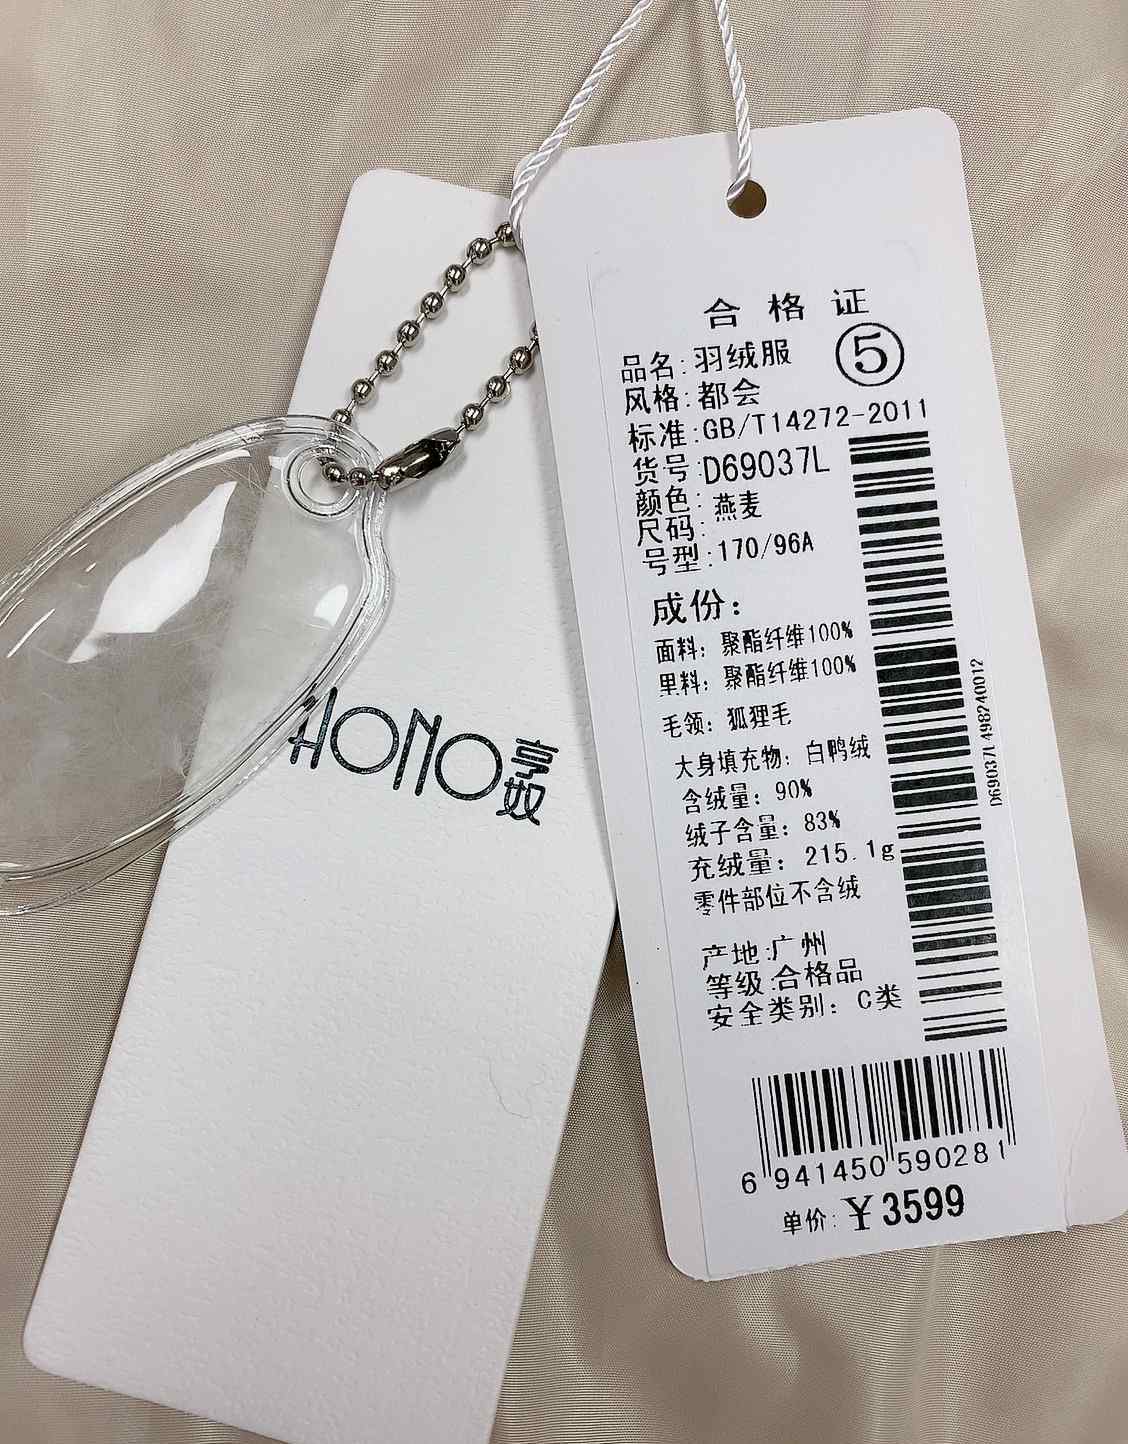 HONO
亨奴
合格证
⑤
品名:羽绒服
风格:都会
标准:GB/T14272-2011
货号:D69037L
颜色:燕麦
尺码:
号型:170/96A
成份：
面料：聚酯纤维100%
里料：聚酯纤维100%
毛领：狐狸毛
大身填充物：白鸭绒
含绒量：90%
绒子含量：83%
充绒量：215.1g
零件部位不含绒
产地:广州
等级:合格品
安全类别：C类
D69037L498240012
6 941450 590281
单价:￥3599